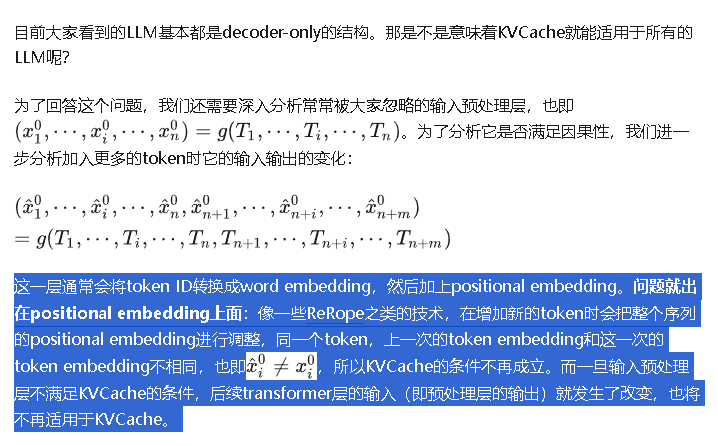 目前大家看到的LLM基本都是decoder-only的结构。那是不是意味着KVCache就能适用于所有的
LLM呢？
为了回答这个问题，我们还需要深入分析常常被大家忽略的输入预处理层，也即
$(x_1^0, \cdots, x_i^0, \cdots, x_n^0) = g(T_1, \cdots, T_i, \cdots, T_n)$。为了分析它是否满足因果性，我们进一
步分析加入更多的token时它的输入输出的变化：
$(\hat{x}_1^0, \cdots, \hat{x}_i^0, \cdots, \hat{x}_n^0, \hat{x}_{n+1}^0, \cdots, \hat{x}_{n+i}^0, \cdots, \hat{x}_{n+m}^0)$
$= g(T_1, \cdots, T_i, \cdots, T_n, T_{n+1}, \cdots, T_{n+i}, \cdots, T_{n+m})$
这一层通常会将token ID转换成word embedding，然后加上positional embedding。问题就出
在positional embedding上面：像一些ReRope之类的技术，在增加新的token时会把整个序列
的positional embedding进行调整，同一个token，上一次的token embedding和这一次的
token embedding不相同，也即$\hat{x}_i^0 \neq x_i^0$，所以KVCache的条件不再成立。而一旦输入预处理
层不满足KVCache的条件，后续transformer层的输入（即预处理层的输出）就发生了改变，也将
不再适用于KVCache。